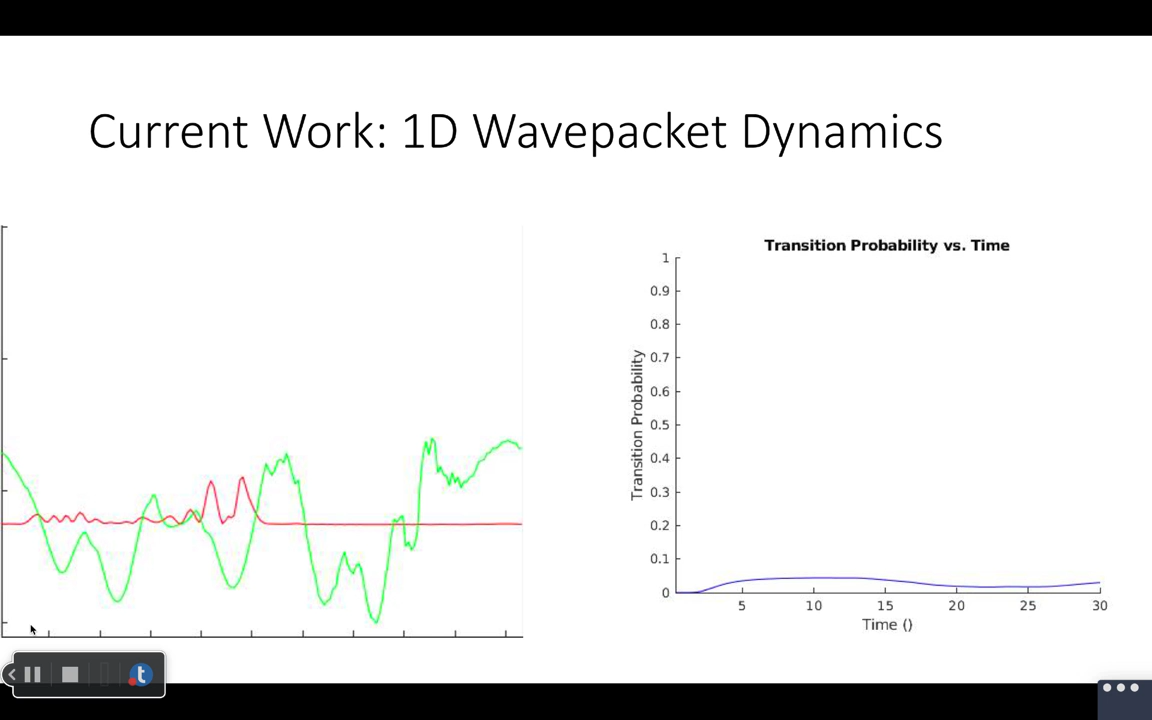 Current Work: 1D Wavepacket Dynamics
Transition Probability vs. Time
1
0.9
0.8
0.7
0.6
0.5
0.4
0.3
0.2
0.1
0
Transition Probability
5 10 15 20 25 30
Time ()
t